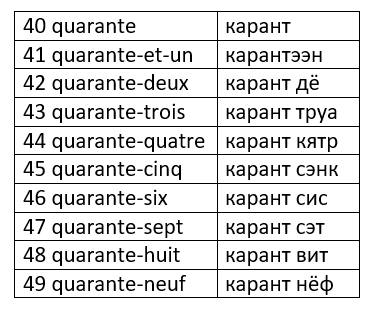 40 quarante карант
41 quarante-et-un карантээн
42 quarante-deux карант дё
43 quarante-trois карант труа
44 quarante-quatre карант кятр
45 quarante-cinq карант сэнк
46 quarante-six карант сис
47 quarante-sept карант сэт
48 quarante-huit карант вит
49 quarante-neuf карант нёф